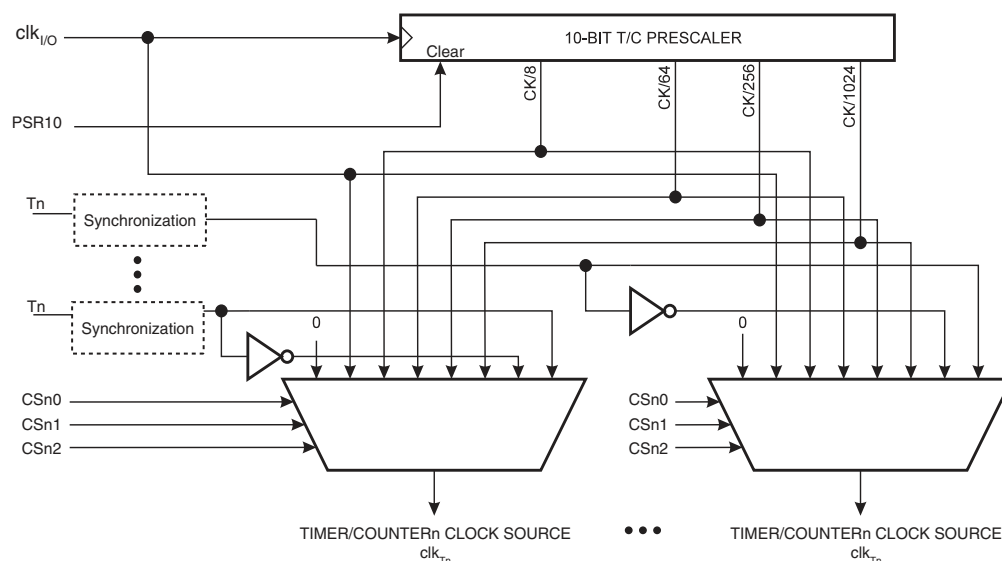 clkI/O
10-BIT T/C PRESCALER
Clear
CK/8
CK/64
CK/256
CK/1024
PSR10
Tn
Synchronization
Tn
Synchronization
0
0
CSn0
CSn1
CSn2
CSn0
CSn1
CSn2
TIMER/COUNTERn CLOCK SOURCE
clkTn
TIMER/COUNTERn CLOCK SOURCE
clkTn